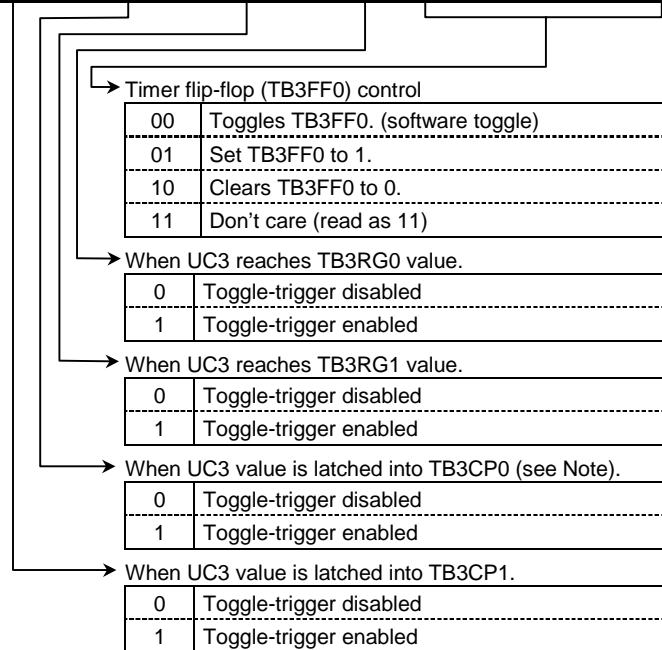 Timer flip-flop (TB3FF0) control
00 Toggles TB3FF0. (software toggle)
01 Set TB3FF0 to 1.
10 Clears TB3FF0 to 0.
11 Don't care (read as 11)
When UC3 reaches TB3RG0 value.
0 Toggle-trigger disabled
1 Toggle-trigger enabled
When UC3 reaches TB3RG1 value.
0 Toggle-trigger disabled
1 Toggle-trigger enabled
When UC3 value is latched into TB3CP0 (see Note).
0 Toggle-trigger disabled
1 Toggle-trigger enabled
When UC3 value is latched into TB3CP1.
0 Toggle-trigger disabled
1 Toggle-trigger enabled